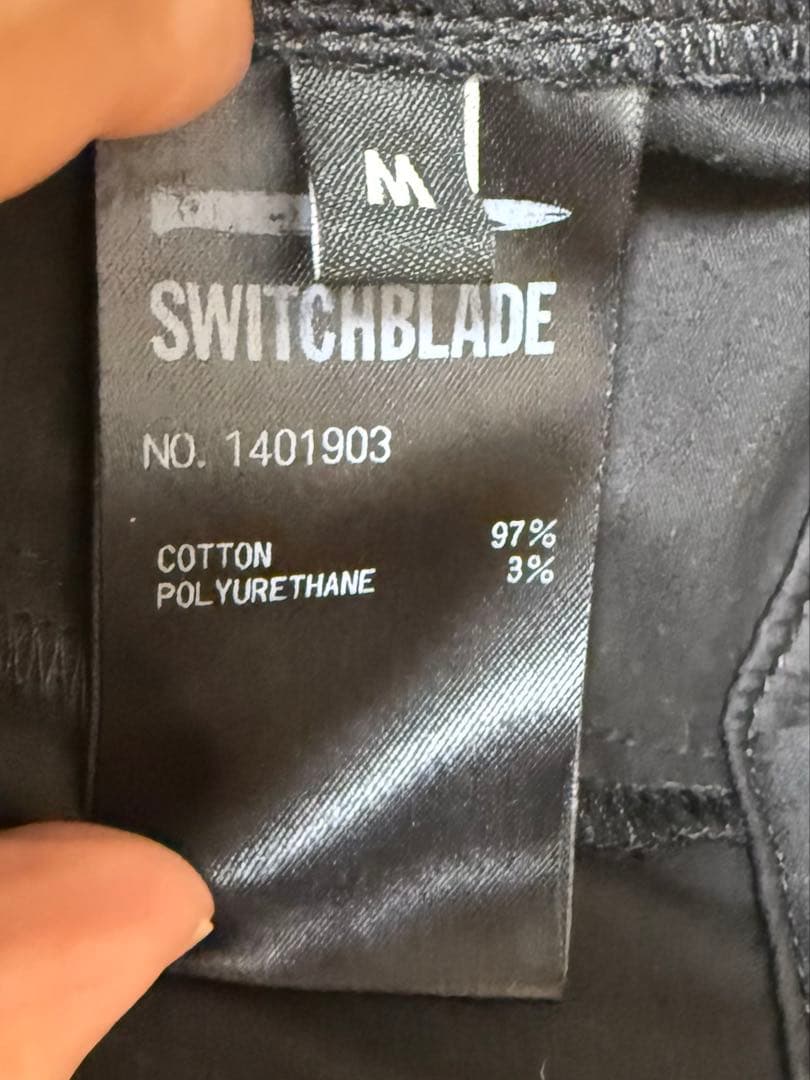 M
SWITCHBLADE
NO. 1401903
COTTON 97%
POLYURETHANE 3%